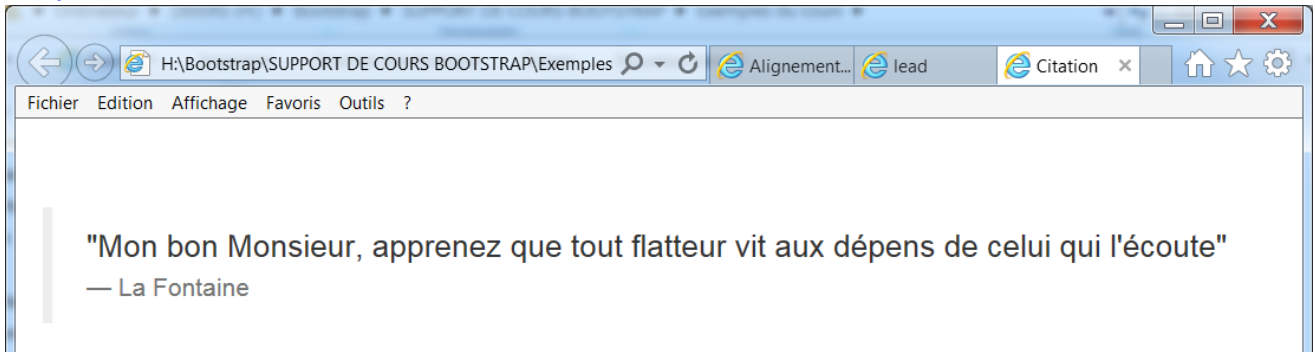 H:\Bootstrap\SUPPORT DE COURS BOOTSTRAP\Exemples
Alignement...
lead
Citation
Fichier Edition Affichage Favoris Outils ?
"Mon bon Monsieur, apprenez que tout flatteur vit aux dépens de celui qui l'écoute"
— La Fontaine